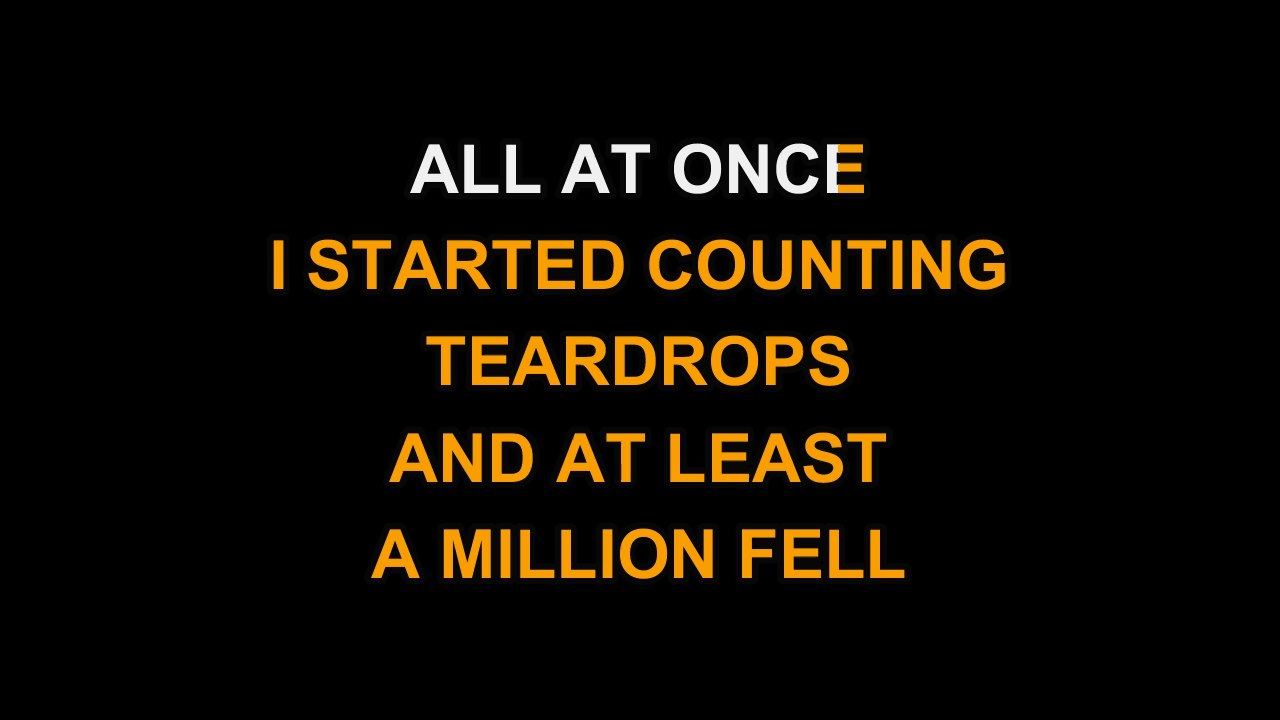 ALL AT ONCE
I STARTED COUNTING
TEARDROPS
AND AT LEAST
A MILLION FELL